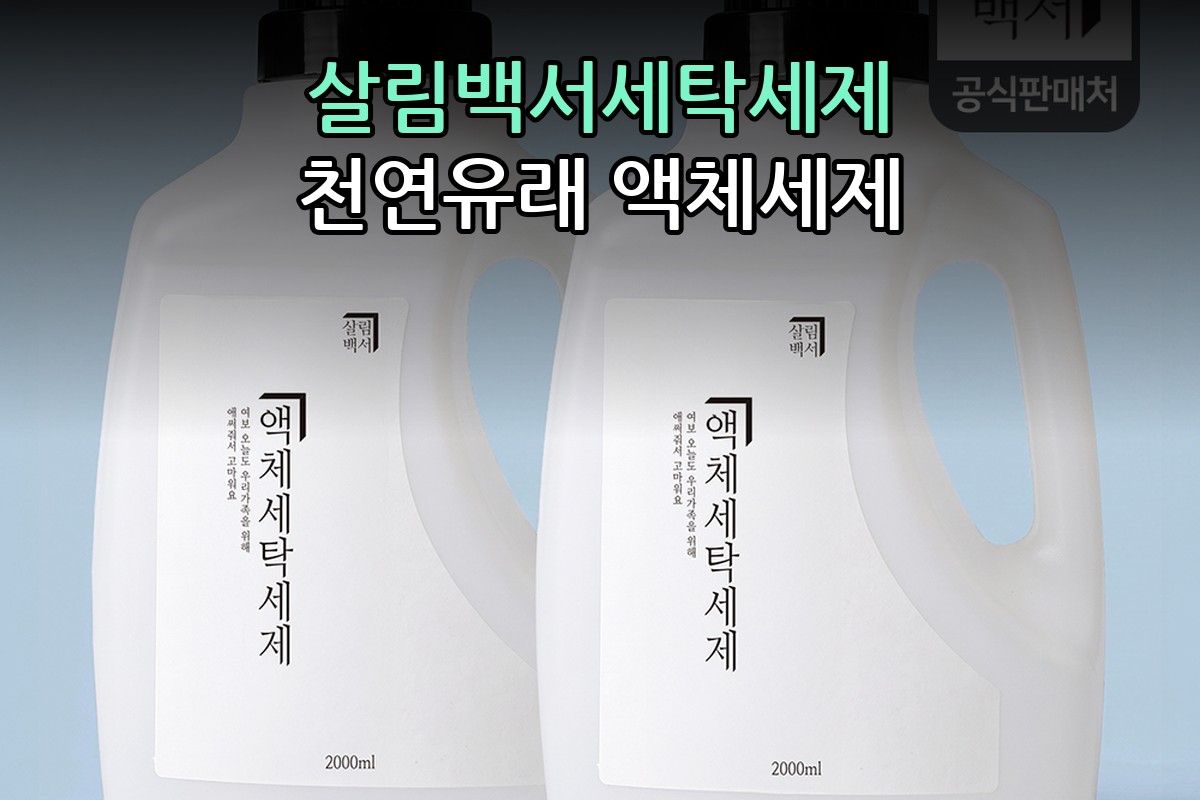 백서
공식판매처
살림백서세탁세제
천연유래 액체세제
살림
백서
액체세탁세제
여보 오늘도 우리가족을 위해
애써줘서 고마워요
2000ml
살림
백서
액체세탁세제
여보 오늘도 우리가족을 위해
애써줘서 고마워요
2000ml